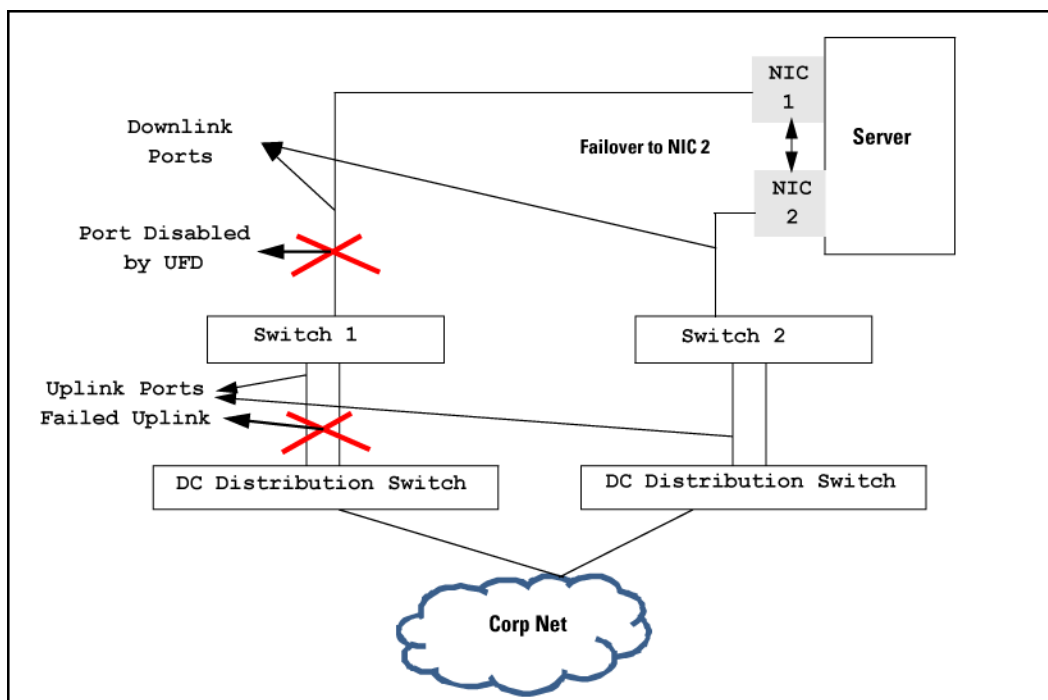 NIC
1
Server
Downlink
Ports
Failover to NIC 2
NIC
2
Port Disabled
by UFD
Switch 1
Switch 2
Uplink Ports
Failed Uplink
DC Distribution Switch
DC Distribution Switch
Corp Net